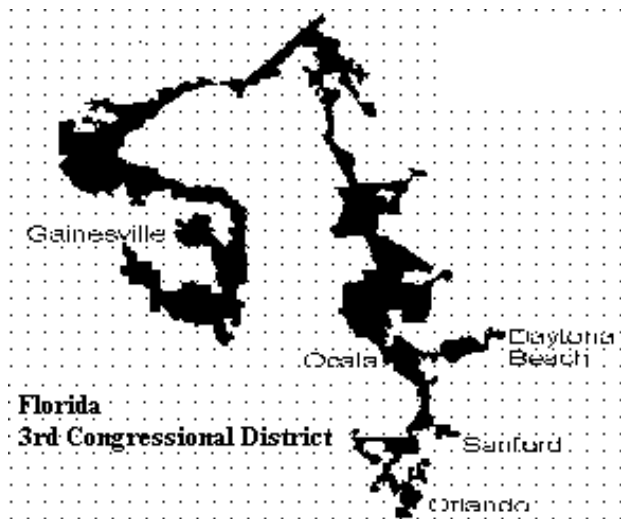 Gainesville
Daytona
Beach
Ocala
Florida
3rd Congressional District
Sanford
Orlando